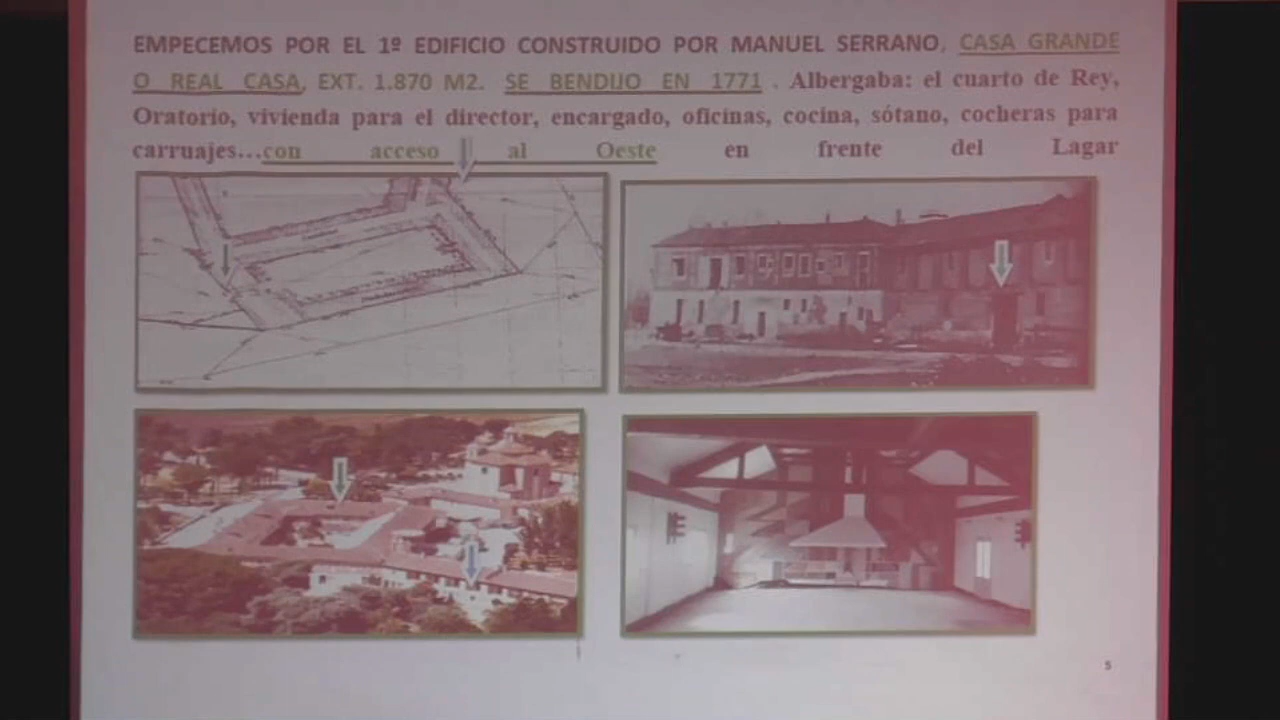 EMPECEMOS POR EL 1º EDIFICIO CONSTRUIDO POR MANUEL SERRANO, CASA GRANDE
O REAL CASA, EXT. 1.870 M2. SE BENDIJO EN 1771 . Albergaba: el cuarto de Rey,
Oratorio, vivienda para el director, encargado, oficinas, cocina, sótano, cocheras para
carruajes...con acceso al Oeste en frente del Lagar
5